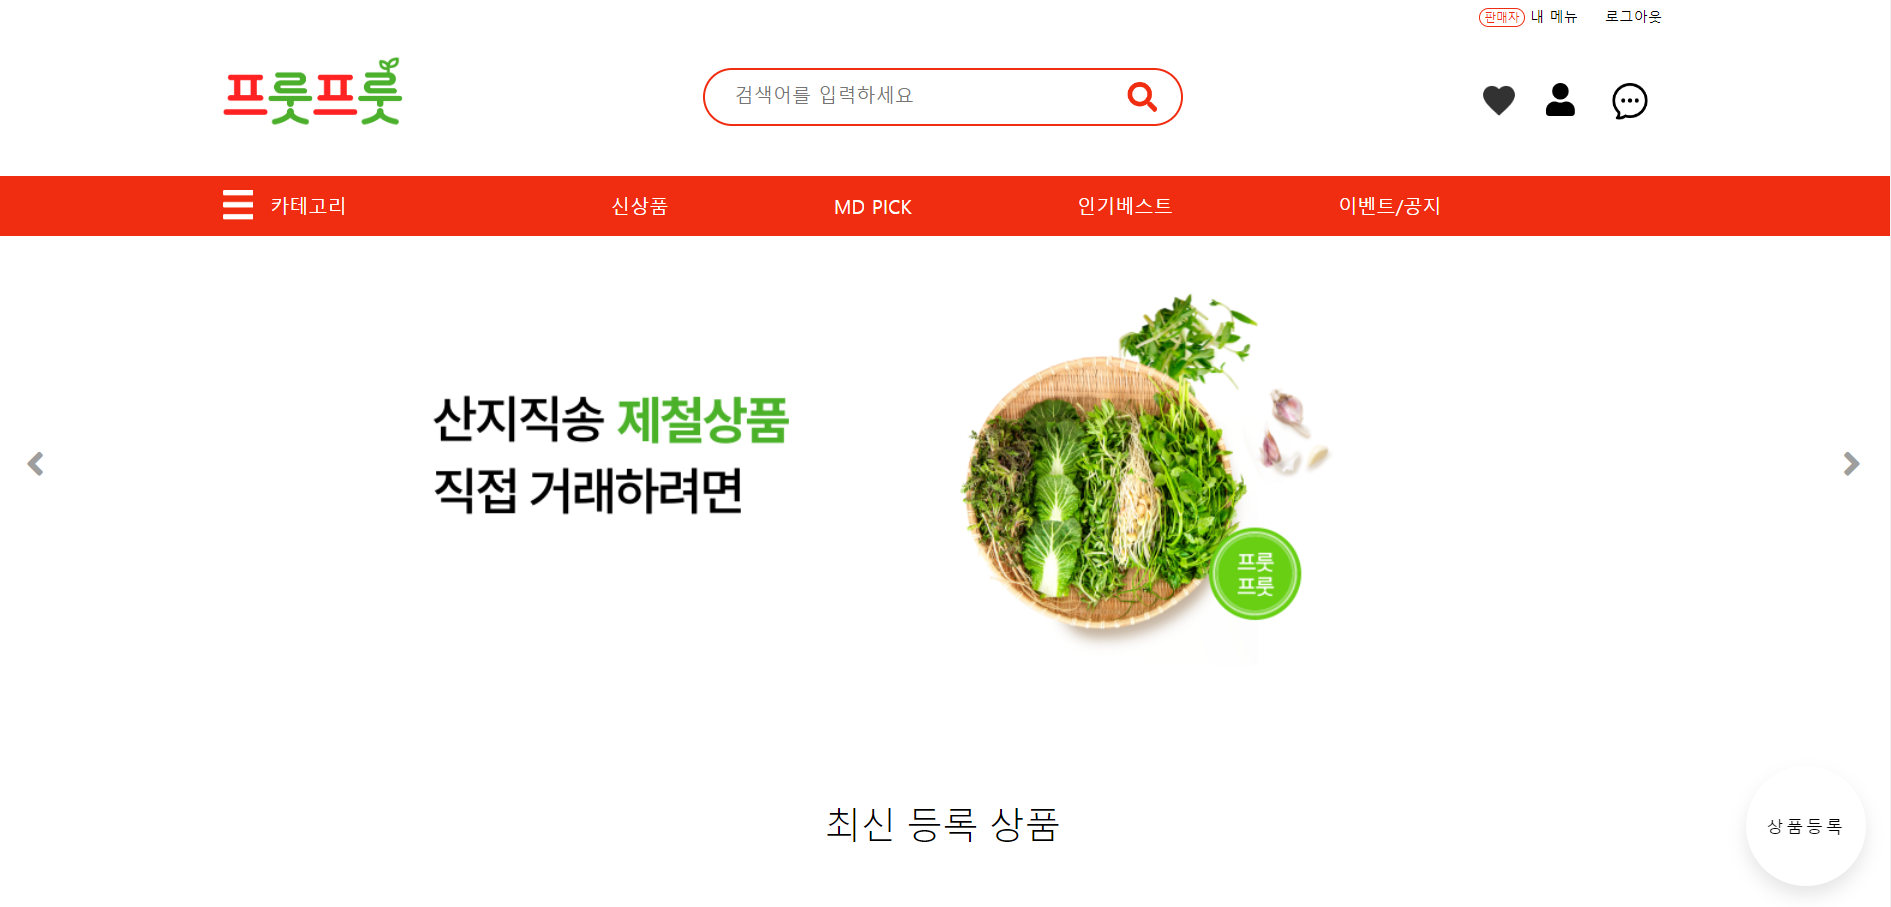 판매자 내 메뉴 로그아웃
프룻프룻
검색어를 입력하세요
카테고리 신상품 MD PICK 인기베스트 이벤트/공지
산지직송 제철상품
직접 거래하려면
프룻
프룻
최신 등록 상품
상품등록